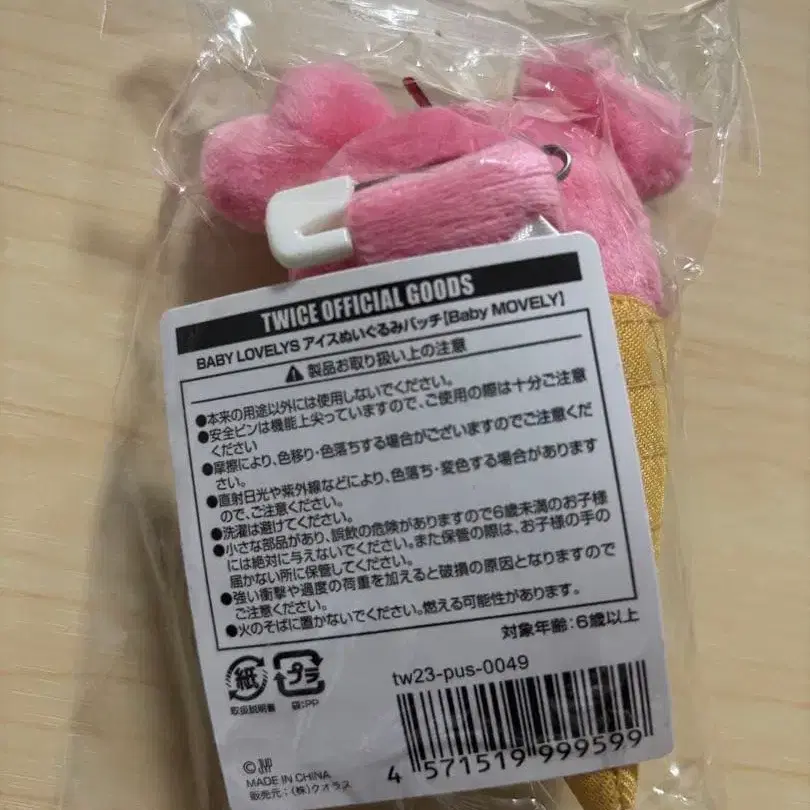 TWICE OFFICIAL GOODS
BABY LOVELYS アイスぬいぐるみバッチ【Baby MOVELY】
製品お取り扱い上の注意
●本来の用途以外には使用しないでください。
●安全ピンは機能上尖っていますので、ご使用の際は十分ご注意
ください
●摩擦により、色移り・色落ちする場合がございますのでご注意くだ
さい。
●直射日光や紫外線などにより、色落ち・変色する場合があります
ので、ご注意ください。
●洗濯は避けてください。
●小さな部品があり、誤飲の危険がありますので6歳未満のお子様
には絶対に与えないでください。また保管の際は、お子様の手の
届かない所に保管してください。
●強い衝撃や過度の荷重を加えると破損の原因となりますので
ご注意ください。
●火のそばに置かないでください。燃える可能性があります。
対象年齢:6歳以上
紙
取扱説明書
プラ
袋:PP
tw23-pus-0049
4 571519 999599
© JYP
MADE IN CHINA
販売元:(株)クオラス